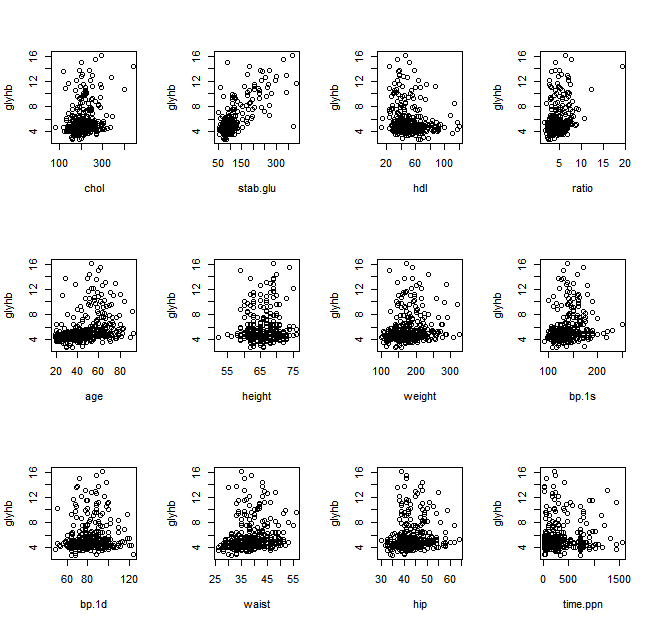 glyhb 4 8 12 16 100 300 chol
glyhb 4 8 12 16 50 150 300 stab.glu
glyhb 4 8 12 16 20 60 100 hdl
glyhb 4 8 12 16 5 10 15 20 ratio
glyhb 4 8 12 16 20 40 60 80 age
glyhb 4 8 12 16 55 65 75 height
glyhb 4 8 12 16 100 200 300 weight
glyhb 4 8 12 16 100 200 bp.1s
glyhb 4 8 12 16 60 80 120 bp.1d
glyhb 4 8 12 16 25 35 45 55 waist
glyhb 4 8 12 16 30 40 50 60 hip
glyhb 4 8 12 16 0 500 1500 time.ppn